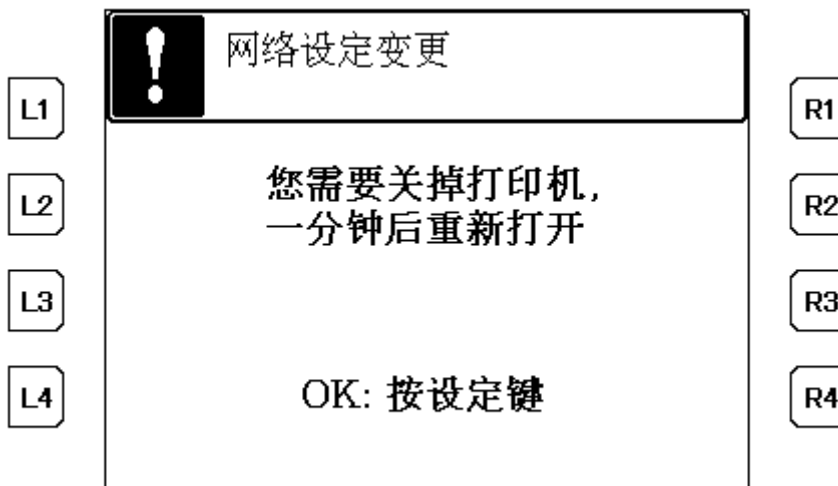 网络设定变更
L1
R1
您需要关掉打印机,
L2
R2
一分钟后重新打开
L3
R3
L4
OK: 按设定键
R4